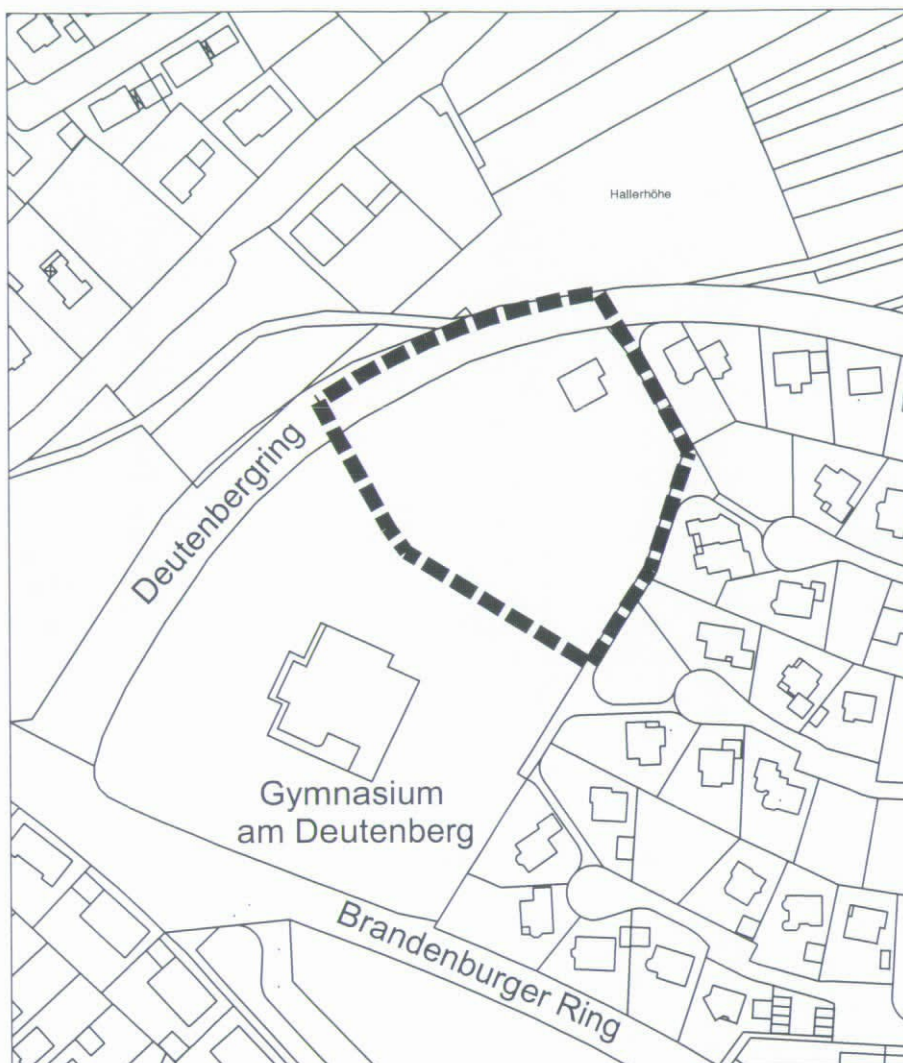 Hallerhöhe
Deutenbergring
Gymnasium
am Deutenberg
Brandenburger Ring